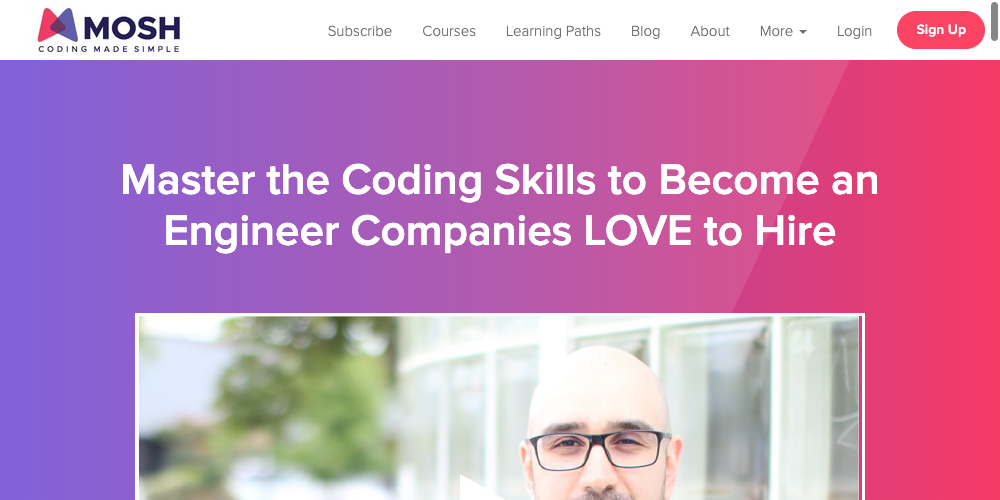 MOSH
CODING MADE SIMPLE
Subscribe
Courses
Learning Paths
Blog
About
More
Login
Sign Up
Master the Coding Skills to Become an
Engineer Companies LOVE to Hire